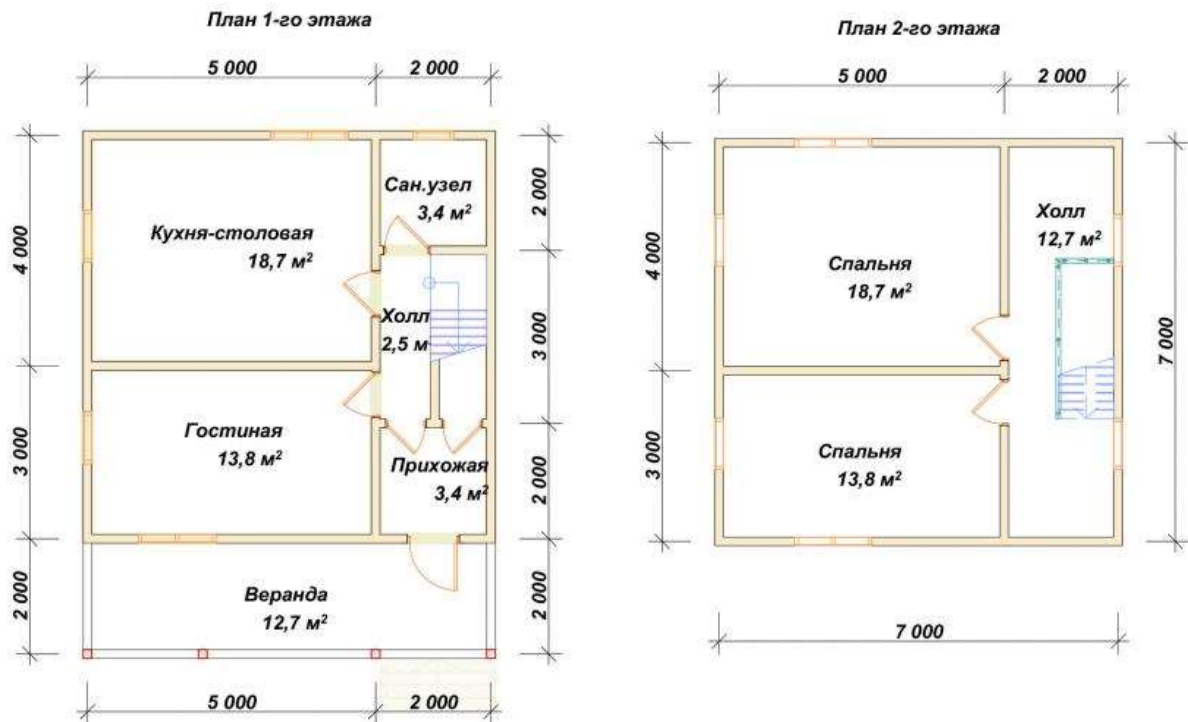 План 1-го этажа
5 000
2 000
4 000
3 000
2 000
2 000
3 000
2 000
2 000
Кухня-столовая
18,7 м²
Сан.узел
3,4 м²
Холл
2,5 м
Гостиная
13,8 м²
Прихожая
3,4 м²
Веранда
12,7 м²
5 000
2 000
План 2-го этажа
5 000
2 000
4 000
3 000
7 000
Спальня
18,7 м²
Холл
12,7 м²
Спальня
13,8 м²
7 000